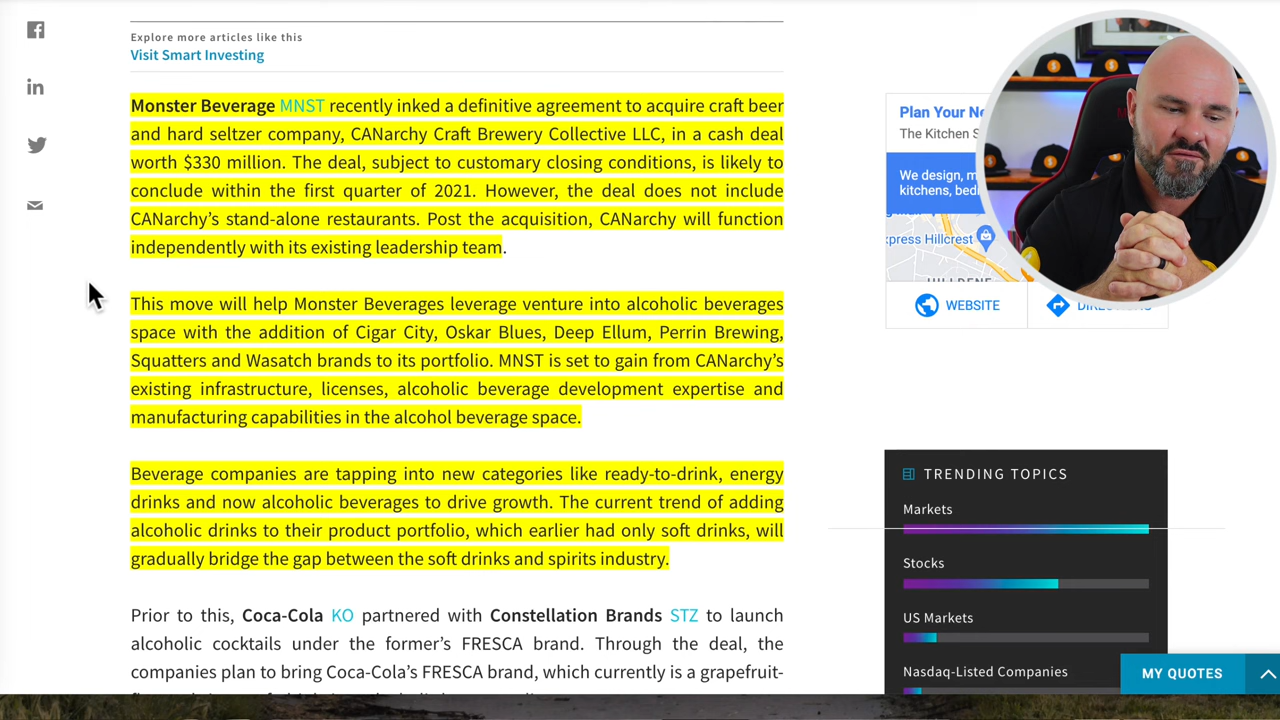 Explore more articles like this
Visit Smart Investing
Monster Beverage MNST recently inked a definitive agreement to acquire craft beer
and hard seltzer company, CANarchy Craft Brewery Collective LLC, in a cash deal
worth $330 million. The deal, subject to customary closing conditions, is likely to
conclude within the first quarter of 2021. However, the deal does not include
CANarchy’s stand-alone restaurants. Post the acquisition, CANarchy will function
independently with its existing leadership team.
This move will help Monster Beverages leverage venture into alcoholic beverages
space with the addition of Cigar City, Oskar Blues, Deep Ellum, Perrin Brewing,
Squatters and Wasatch brands to its portfolio. MNST is set to gain from CANarchy’s
existing infrastructure, licenses, alcoholic beverage development expertise and
manufacturing capabilities in the alcohol beverage space.
Beverage companies are tapping into new categories like ready-to-drink, energy
drinks and now alcoholic beverages to drive growth. The current trend of adding
alcoholic drinks to their product portfolio, which earlier had only soft drinks, will
gradually bridge the gap between the soft drinks and spirits industry.
Prior to this, Coca-Cola KO partnered with Constellation Brands STZ to launch
alcoholic cocktails under the former’s FRESCA brand. Through the deal, the
companies plan to bring Coca-Cola’s FRESCA brand, which currently is a grapefruit-
Plan Your
The Kitchen
We design,
kitchens,
Hillcrest
WEBSITE
TRENDING TOPICS
Markets
Stocks
US Markets
Nasdaq-Listed Companies
MY QUOTES